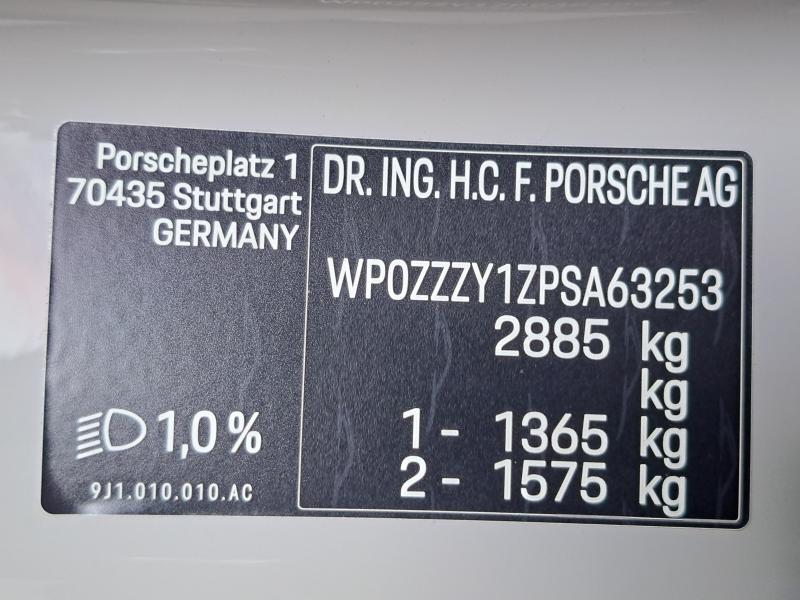 Porscheplatz 1
70435 Stuttgart
GERMANY
1,0 %
9J1.010.010.AC
DR. ING. H.C. F. PORSCHE AG
WP0ZZZY1ZPSA63253
2885 kg
kg
1 - 1365 kg
2 - 1575 kg